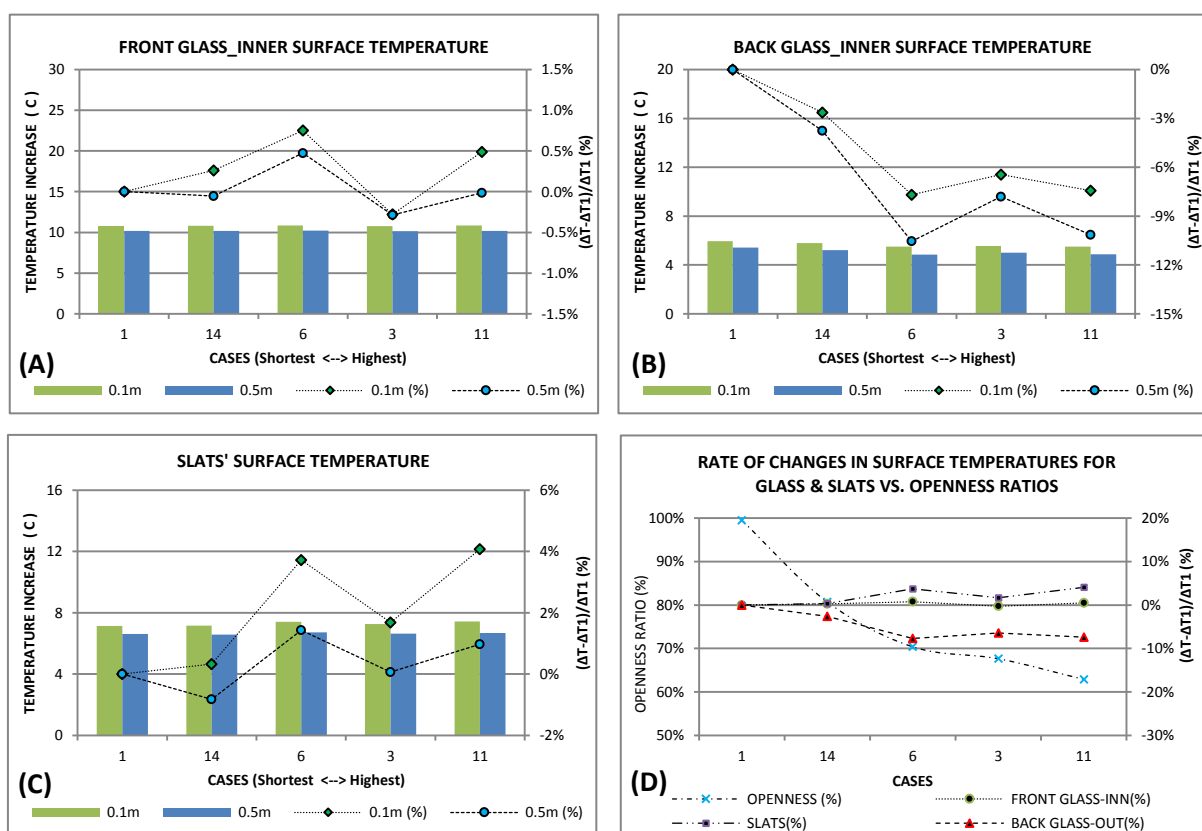 FRONT GLASS_INNER SURFACE TEMPERATURE
TEMPERATURE INCREASE ( C )
30
25
20
15
10
5
0
1.5%
1.0%
0.5%
0.0%
-0.5%
-1.0%
-1.5%
(ΔT-ΔT1)/ΔT1 (%)
1 14 6 3 11
CASES (Shortest <--> Highest)
(A)
0.1m 0.5m 0.1m (%) 0.5m (%)
BACK GLASS_INNER SURFACE TEMPERATURE
TEMPERATURE INCREASE ( C )
20
16
12
8
4
0
0%
-3%
-6%
-9%
-12%
-15%
(ΔT-ΔT1)/ΔT1 (%)
1 14 6 3 11
CASES (Shortest <--> Highest)
(B)
0.1m 0.5m 0.1m (%) 0.5m (%)
SLATS' SURFACE TEMPERATURE
TEMPERATURE INCREASE ( C )
16
12
8
4
0
6%
4%
2%
0%
-2%
(ΔT-ΔT1)/ΔT1 (%)
1 14 6 3 11
CASES (Shortest <--> Highest)
(C)
0.1m 0.5m 0.1m (%) 0.5m (%)
RATE OF CHANGES IN SURFACE TEMPERATURES FOR
GLASS & SLATS VS. OPENNESS RATIOS
OPENNESS RATIO (%)
100%
90%
80%
70%
60%
50%
20%
10%
0%
-10%
-20%
-30%
(ΔT-ΔT1)/ΔT1 (%)
1 14 6 3 11
CASES
(D)
OPENNESS (%) FRONT GLASS-INN(%)
SLATS(%) BACK GLASS-OUT(%)